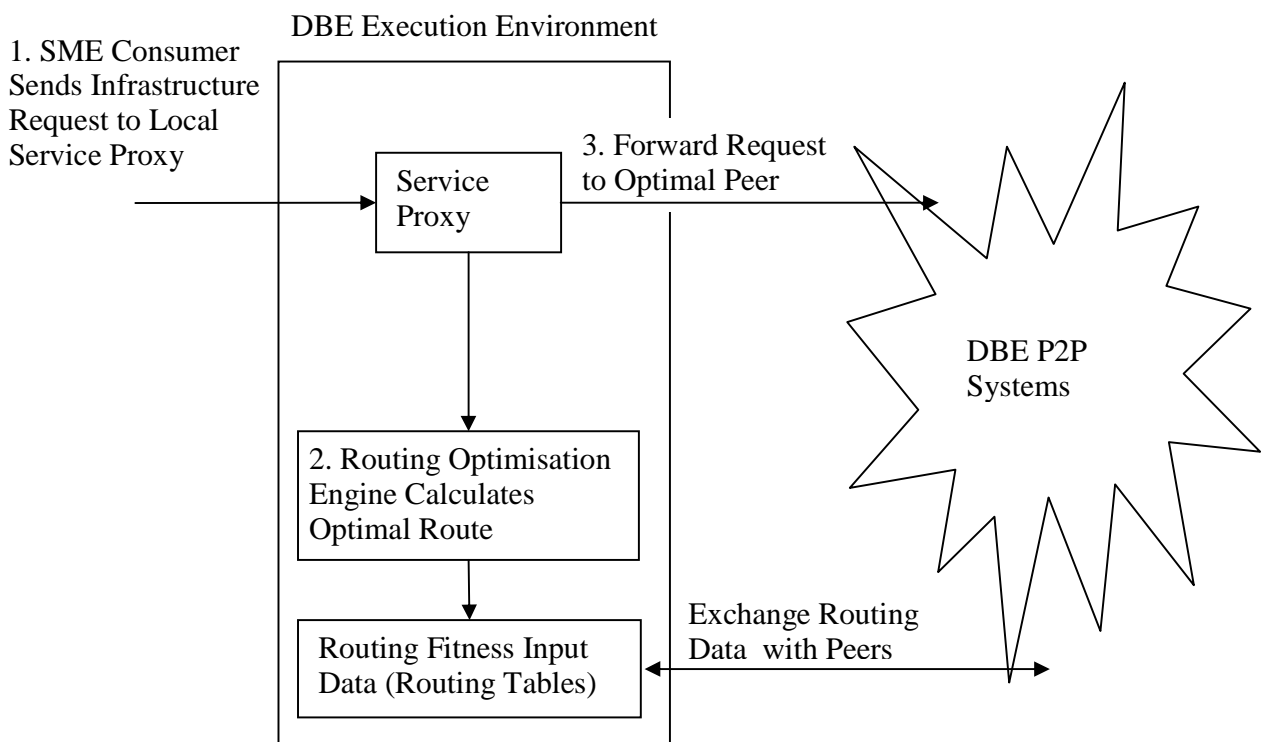 DBE Execution Environment
1. SME Consumer
Sends Infrastructure
Request to Local
Service Proxy
Service
Proxy
3. Forward Request
to Optimal Peer
DBE P2P
Systems
2. Routing Optimisation
Engine Calculates
Optimal Route
Routing Fitness Input
Data (Routing Tables)
Exchange Routing
Data with Peers